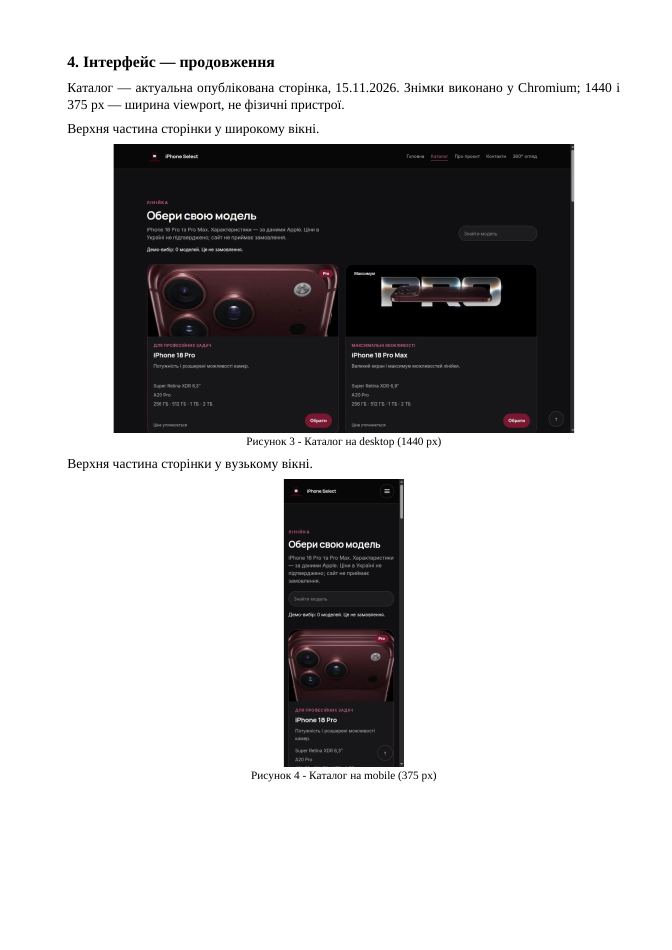 4. Інтерфейс — продовження
Каталог — актуальна опублікована сторінка, 15.11.2026. Знімки виконано у Chromium; 1440 і
375 px — ширина viewport, не фізичні пристрої.
Верхня частина сторінки у широкому вікні.
iPhone Select
Головна Каталог Про проєкт Контакти 360° огляд
ЛІНІЙКА
Обери свою модель
iPhone Pro та Pro Max. Характеристики — за даними Apple. Ціни в
Україні не підтверджено; сайт не приймає замовлення.
Знайти модель
Демо-вибір: 0 моделей. Це не замовлення.
Pro
Максимум
PRO
ДЛЯ ПРОФЕСІЙНИХ ЗАДАЧ
iPhone 18 Pro
Потужність і розширені можливості камер.
Super Retina XDR 6,3″
A20 Pro
256 ГБ · 512 ГБ · 1 ТБ · 2 ТБ
Ціна уточнюється
Обрати
МАКСИМАЛЬНІ МОЖЛИВОСТІ
iPhone 18 Pro Max
Великий екран і максимум можливостей лінійки.
Super Retina XDR 6,9″
A20 Pro
256 ГБ · 512 ГБ · 1 ТБ · 2 ТБ
Ціна уточнюється
Обрати
↑
Рисунок 3 - Каталог на desktop (1440 px)
Верхня частина сторінки у вузькому вікні.
iPhone Select
ЛІНІЙКА
Обери свою модель
iPhone Pro та Pro Max. Характеристики
— за даними Apple. Ціни в Україні не
підтверджено; сайт не приймає
замовлення.
Знайти модель
Демо-вибір: 0 моделей. Це не замовлення.
Pro
ДЛЯ ПРОФЕСІЙНИХ ЗАДАЧ
iPhone 18 Pro
Потужність і розширені можливості
камер.
Super Retina XDR 6,3″
A20 Pro
↑
Рисунок 4 - Каталог на mobile (375 px)